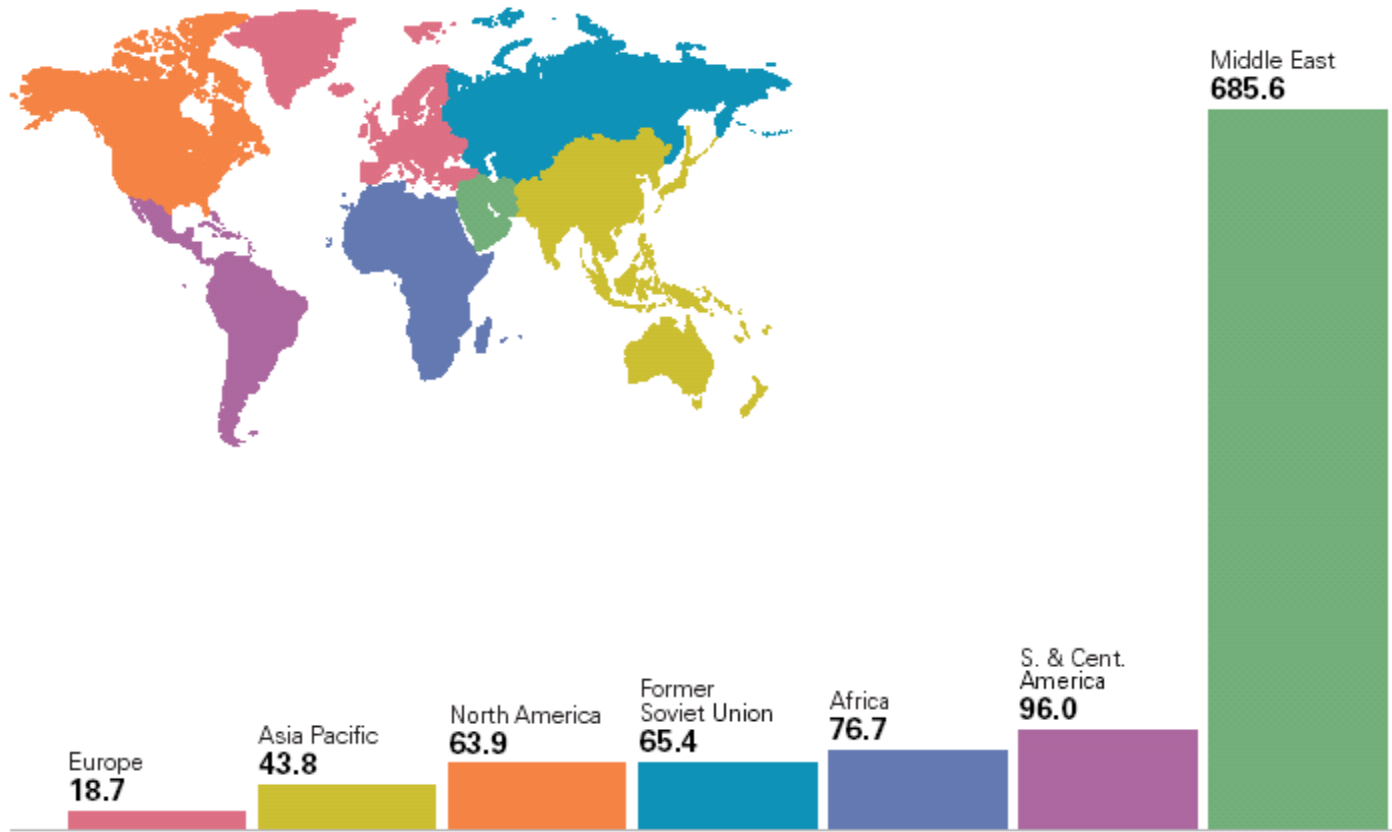 Europe
18.7
Asia Pacific
43.8
North America
63.9
Former
Soviet Union
65.4
Africa
76.7
S. & Cent.
America
96.0
Middle East
685.6